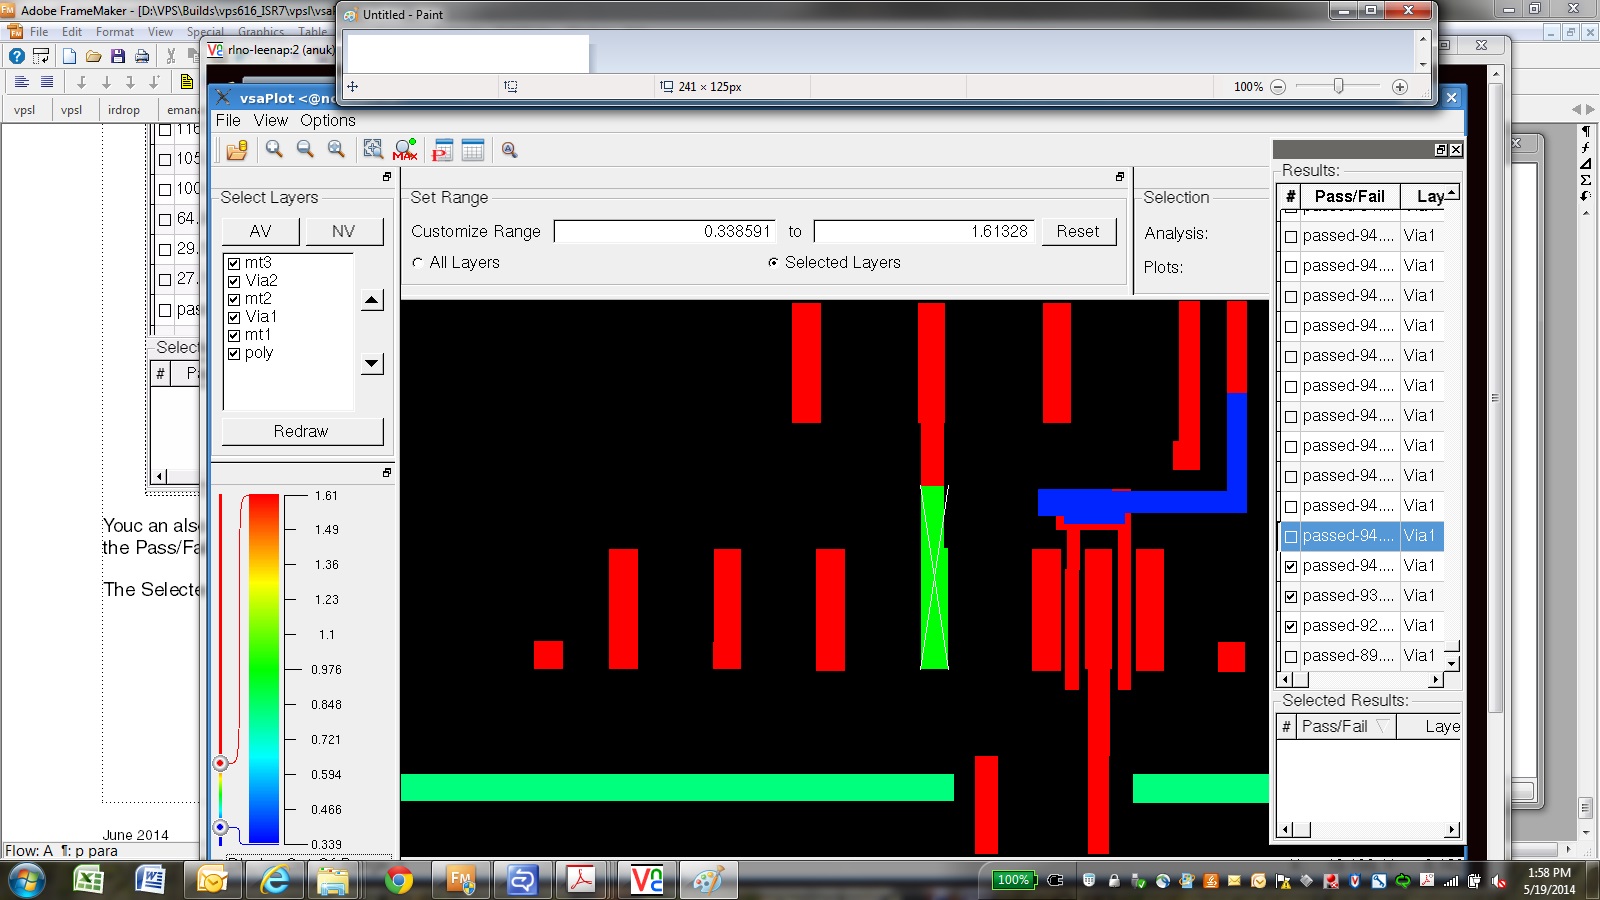 Adobe FrameMaker - [D:\VPS\Builds\vps616_ISR7\vpsl\vsa
Untitled - Paint
File Edit Format View Special Graphics Table
rlno-leenap:2 (anuk)
241 × 125px
100%
vpsl vpsl irdrop
vsaPlot
File View Options
MAX
Select Layers
AV NV
mt3
Via2
mt2
Via1
mt1
poly
Redraw
Set Range
Customize Range 0.338591 to 1.61328 Reset
All Layers Selected Layers
Selection
Analysis:
Plots:
Results:
# Pass/Fail Lay
passed-94.... Via1
passed-94.... Via1
passed-94.... Via1
passed-94.... Via1
passed-94.... Via1
passed-94.... Via1
passed-94.... Via1
passed-94.... Via1
passed-94.... Via1
passed-94.... Via1
passed-94.... Via1
passed-94.... Via1
passed-93.... Via1
passed-92.... Via1
passed-89.... Via1
Selected Results:
# Pass/Fail Laye
116
105
100
64.
29.
27.
pas
Select
# P
1.61
1.49
1.36
1.23
1.1
0.976
0.848
0.721
0.594
0.466
0.339
Youc an als
the Pass/Fa
The Selecte
June 2014
Flow: A ¶: p para
100%
1:58 PM
5/19/2014